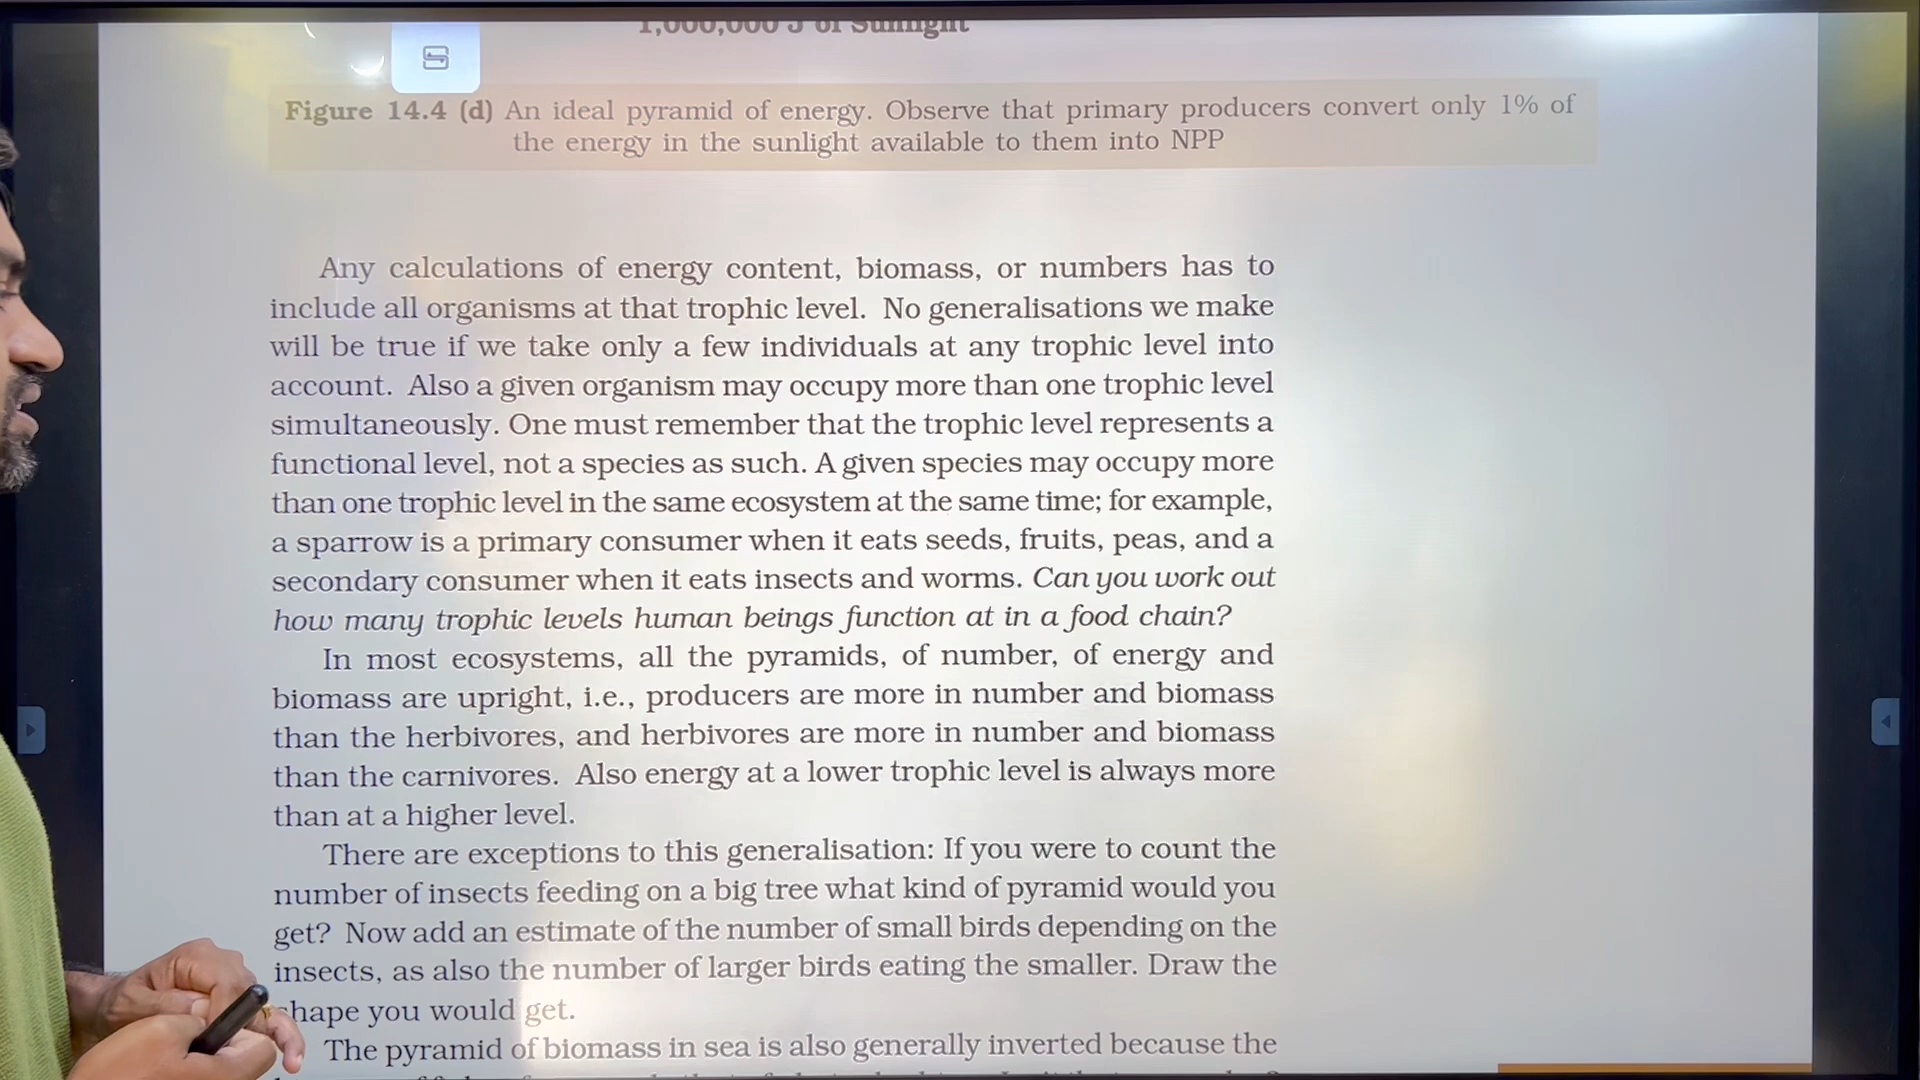 1,000,000 J of Sunlight
Figure 14.4 (d) An ideal pyramid of energy. Observe that primary producers convert only 1% of
the energy in the sunlight available to them into NPP
Any calculations of energy content, biomass, or numbers has to
include all organisms at that trophic level. No generalisations we make
will be true if we take only a few individuals at any trophic level into
account. Also a given organism may occupy more than one trophic level
simultaneously. One must remember that the trophic level represents a
functional level, not a species as such. A given species may occupy more
than one trophic level in the same ecosystem at the same time; for example,
a sparrow is a primary consumer when it eats seeds, fruits, peas, and a
secondary consumer when it eats insects and worms. Can you work out
how many trophic levels human beings function at in a food chain?
In most ecosystems, all the pyramids, of number, of energy and
biomass are upright, i.e., producers are more in number and biomass
than the herbivores, and herbivores are more in number and biomass
than the carnivores. Also energy at a lower trophic level is always more
than at a higher level.
There are exceptions to this generalisation: If you were to count the
number of insects feeding on a big tree what kind of pyramid would you
get? Now add an estimate of the number of small birds depending on the
insects, as also the number of larger birds eating the smaller. Draw the
shape you would get.
The pyramid of biomass in sea is also generally inverted because the